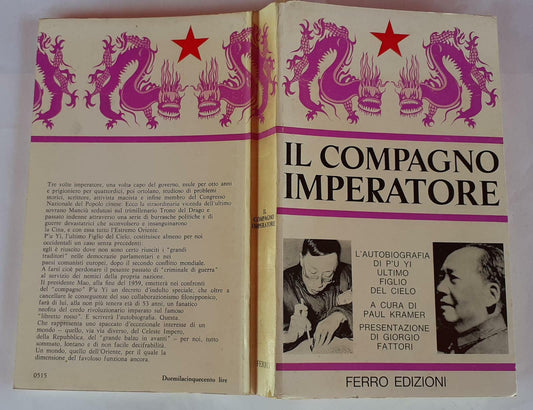 Tre volte imperatore, una volta capo del governo, esule per otto anni
e prigioniero per quattordici, poi ortolano, studioso di problemi
storici, scrittore, attivista maoista e infine membro del Congresso
Nazionale del Popolo cinese: Ecco la straordinaria vicenda dell'ultimo
sovrano Manciù sedutosi sul trimillenario Trono del Drago e
passato indenne attraverso una serie di burrasche politiche e di
guerre devastatrici che sconvolsero e insanguinarono
la Cina, e con essa tutto l'Estremo Oriente.
P'u Yi, l'ultimo Figlio del Cielo, costituisce almeno per noi
occidentali un caso senza precedenti:
egli è riuscito dove non sono certo riusciti i "grandi
traditori" nelle democrazie parlamentari e nei
paesi comunisti europei, dopo il secondo conflitto mondiale.
A farsi cioè perdonare il pesante passato di "criminale di guerra"
al servizio dei nemici della propria nazione.
Il presidente Mao, alla fine del 1959, emetterà nei confronti
del "compagno" P'u Yi un decreto d'indulto speciale, che oltre a
cancellare le conseguenze del suo collaborazionismo filonipponico,
farà di lui, alla non più tenera età di 53 anni, un fanatico
neofita del credo rivoluzionario imperato sul famoso
"libretto rosso". E scriverà l'autobiografia. Questa.
Che rappresenta uno spaccato d'eccezionale interesse di un
mondo - quello, via via diverso, del Celeste Impero,
della Repubblica, del "grande balzo in avanti" - per noi, tutto
sommato, lontano e di non facile decifrabilità.
Un mondo, quello dell'Oriente, per il quale la
dimensione del favoloso funziona ancora.
0515
Duemilacinquecento lire
IL
COMPAGNO
IMPERATORE
FERRO
IL COMPAGNO
IMPERATORE
L'AUTOBIOGRAFIA
DI P'U YI
ULTIMO
FIGLIO
DEL CIELO
A CURA DI
PAUL KRAMER
PRESENTAZIONE
DI GIORGIO
FATTORI
FERRO EDIZIONI